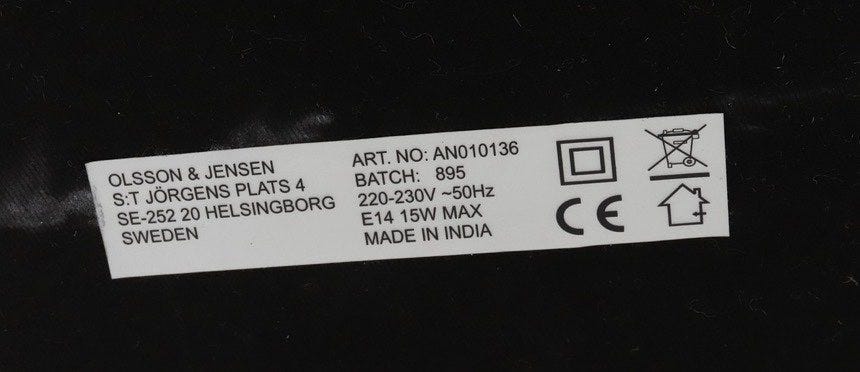 OLSSON & JENSEN
S:T JÖRGENS PLATS 4
SE-252 20 HELSINGBORG
SWEDEN
ART. NO: AN010136
BATCH: 895
220-230V ~50Hz
E14 15W MAX
MADE IN INDIA
CE